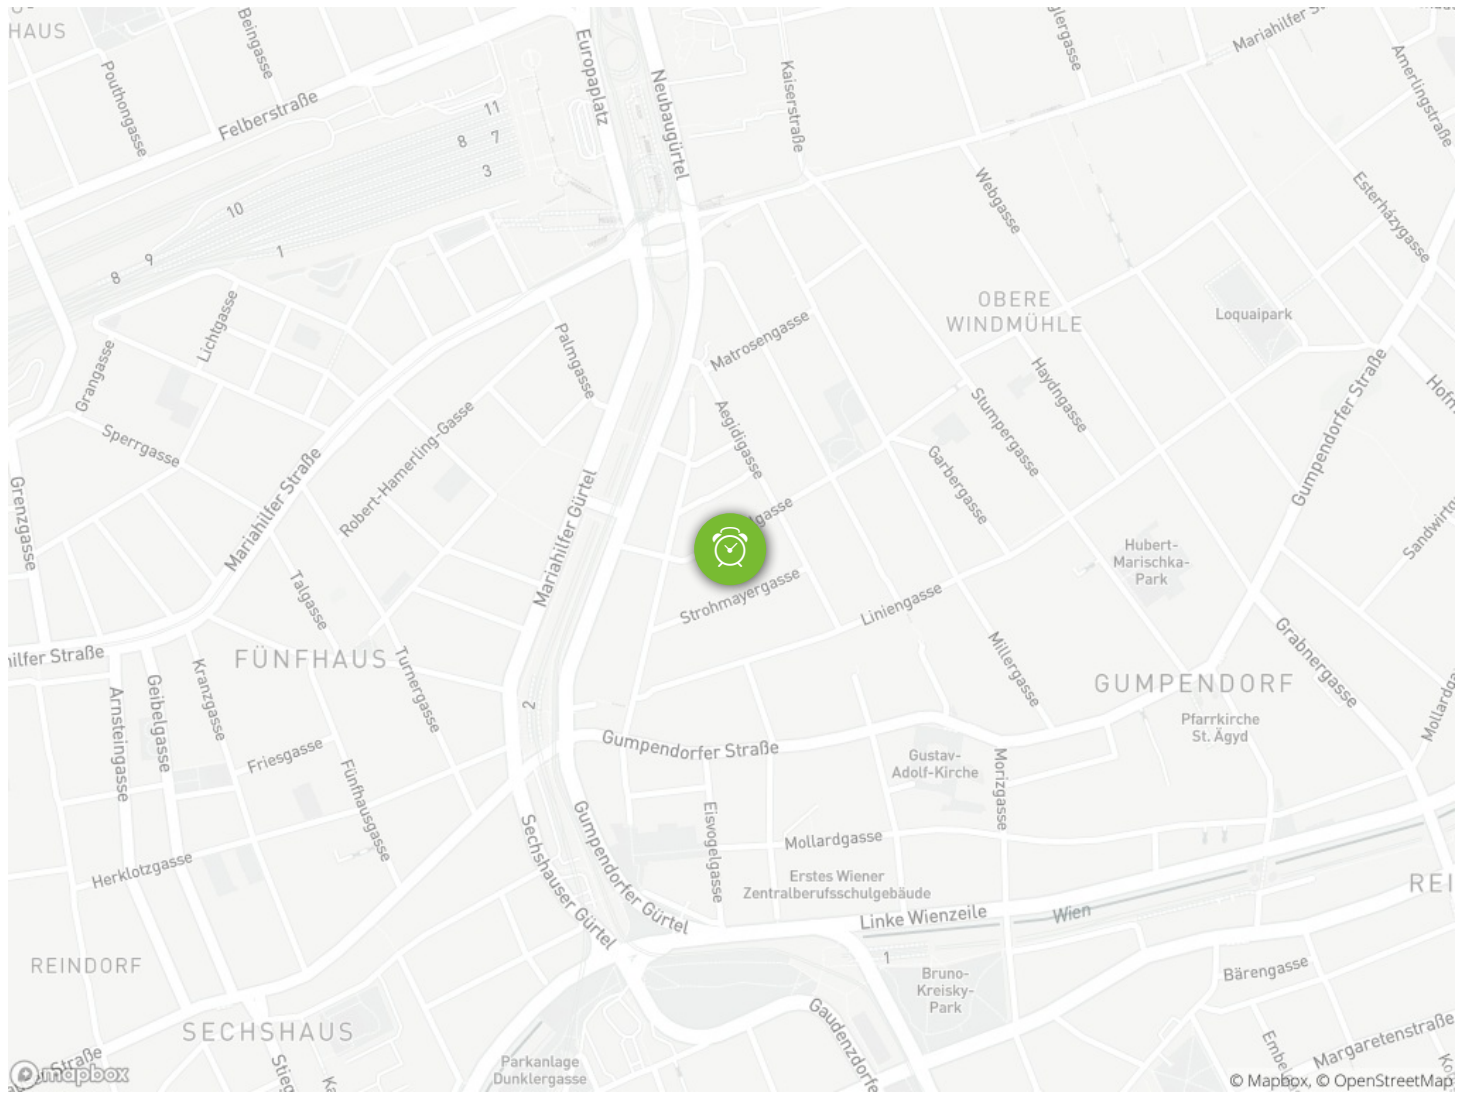 HAUS
Beingasse
Pouthongasse
Felberstraße
Europaplatz
Neubaugürtel
Kaiserstraße
Mariahilfer
Amerlingstraße
Esterházygasse
Webgasse
11
8
7
3
10
9
8
1
OBERE
WINDMÜHLE
Loquaipark
Lichtgasse
Grangasse
Sperrgasse
Palmgasse
Matrosengasse
Aegidigasse
Haydngasse
Stumpergasse
Garbergasse
Gumpendorfer Straße
Robert-Hamerling-Gasse
Mariahilfer Straße
Mariahilfer Gürtel
Grenzgasse
Strohmayergasse
Liniengasse
Hubert-
Marischka-
Park
Talgasse
FÜNFHAUS
Turnergasse
Kranzgasse
Geibelgasse
Arnsteingasse
hilfer Straße
Millergasse
GUMPENDORF
Grabnergasse
Pfarrkirche
St. Ägyd
2
Gumpendorfer Straße
Gustav-
Adolf-Kirche
Morizgasse
Friesgasse
Fünfhausgasse
Herklotzgasse
Sechshauser Gürtel
Gumpendorfer Gürtel
Eisvogelgasse
Mollardgasse
Erstes Wiener
Zentralberufsschulgebäude
Linke Wienzeile
Wien
REI
1
Bruno-
Kreisky-
Park
Bärengasse
REINDORF
SECHSHAUS
Parkanlage
Dunklergasse
Margaretenstraße
mapbox
© Mapbox, © OpenStreetMap